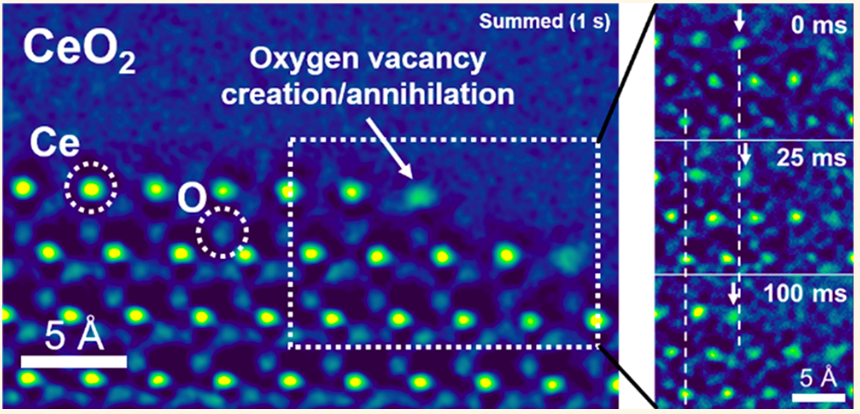 Summed (1 s)
CeO₂
Oxygen vacancy
creation/annihilation
Ce
O
5 Å
0 ms
25 ms
100 ms
5 Å